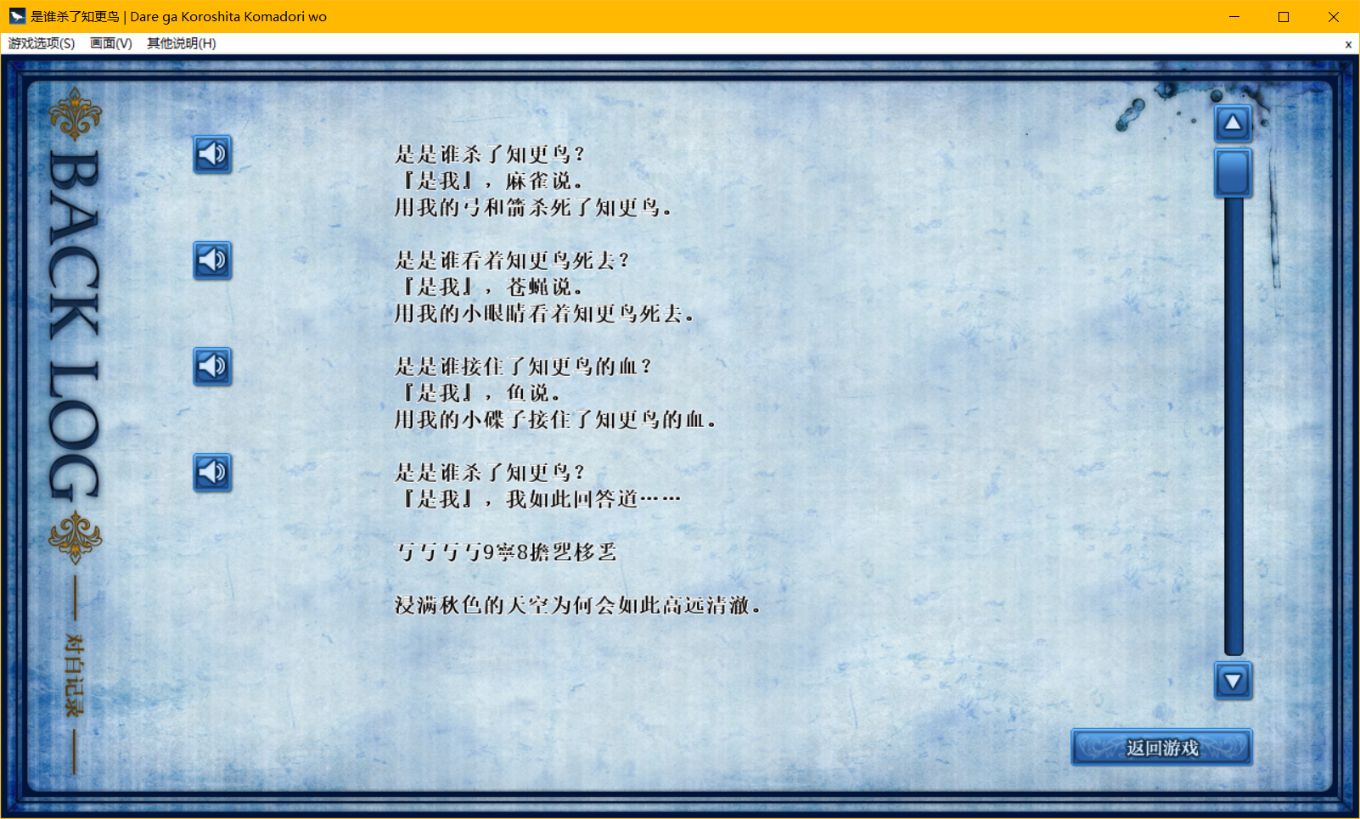 是谁杀了知更鸟 | Dare ga Koroshita Komadori wo
游戏选项(S) 画面(V) 其他说明(H) x
BACK LOG
对白记录
是是谁杀了知更鸟？
『是我』，麻雀说。
用我的弓和箭杀死了知更鸟。
是是谁看着知更鸟死去？
『是我』，苍蝇说。
用我的小眼睛看着知更鸟死去。
是是谁接住了知更鸟的血？
『是我』，鱼说。
用我的小碟子接住了知更鸟的血。
是是谁杀了知更鸟？
『是我』，我如此回答道……
丂丂丂丂9寧8擔
浸满秋色的天空为何会如此高远清澈。
返回游戏